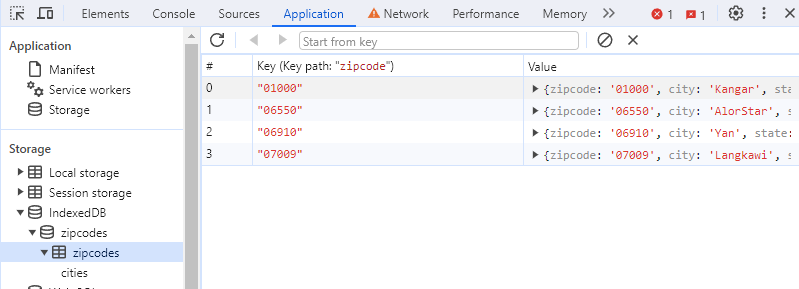 Elements Console Sources Application Network Performance Memory 1 1
Application
Manifest
Service workers
Storage
Storage
Local storage
Session storage
IndexedDB
zipcodes
zipcodes
cities
Start from key
# Key (Key path: "zipcode") Value
0 "01000" {zipcode: '01000', city: 'Kangar', sta
1 "06550" {zipcode: '06550', city: 'AlorStar', s
2 "06910" {zipcode: '06910', city: 'Yan', state:
3 "07009" {zipcode: '07009', city: 'Langkawi', s